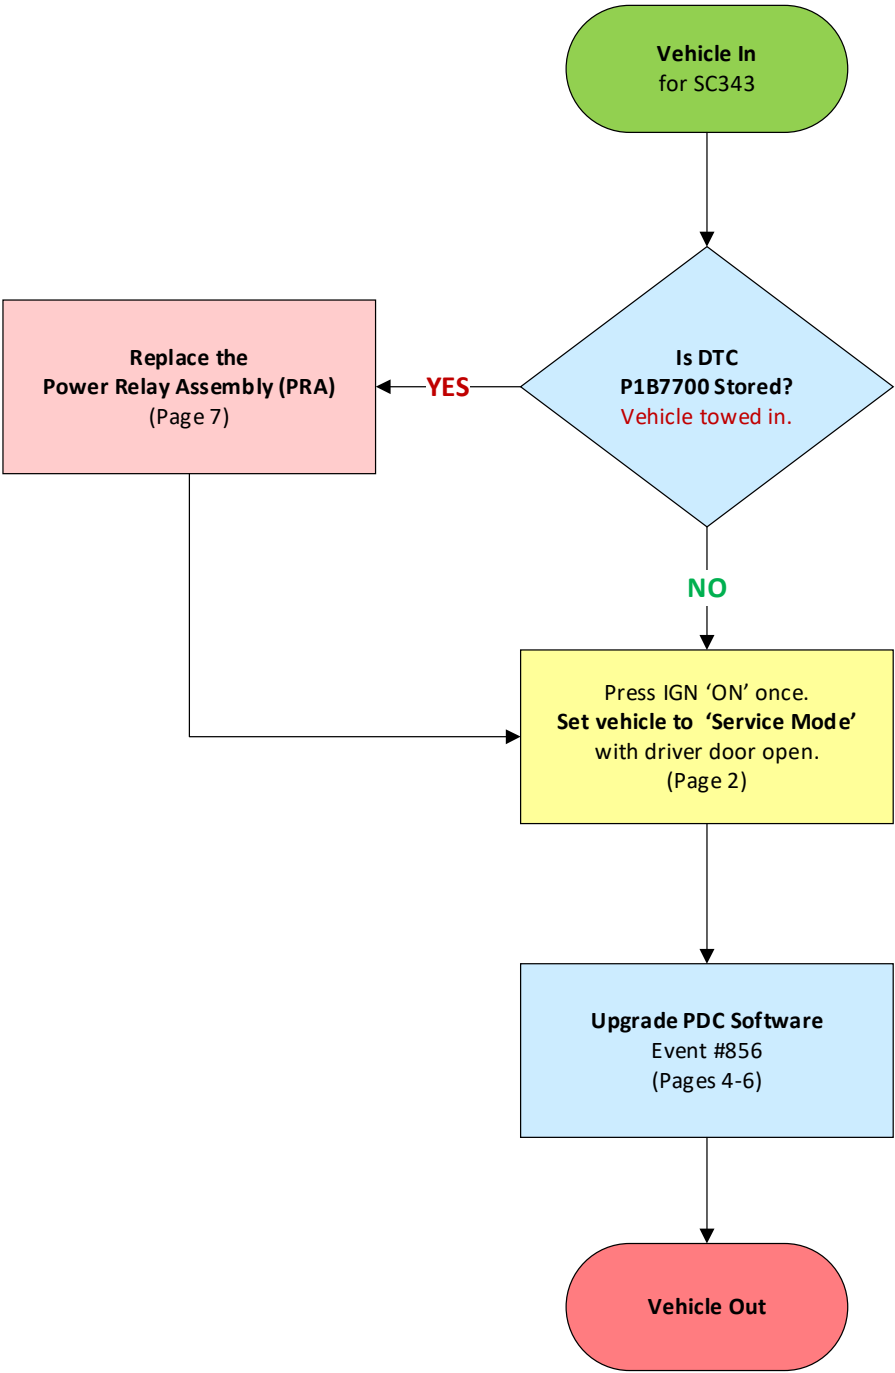 Vehicle In
for SC343
Is DTC
P1B7700 Stored?
Vehicle towed in.
YES
Replace the
Power Relay Assembly (PRA)
(Page 7)
NO
Press IGN ‘ON’ once.
Set vehicle to ‘Service Mode’
with driver door open.
(Page 2)
Upgrade PDC Software
Event #856
(Pages 4-6)
Vehicle Out